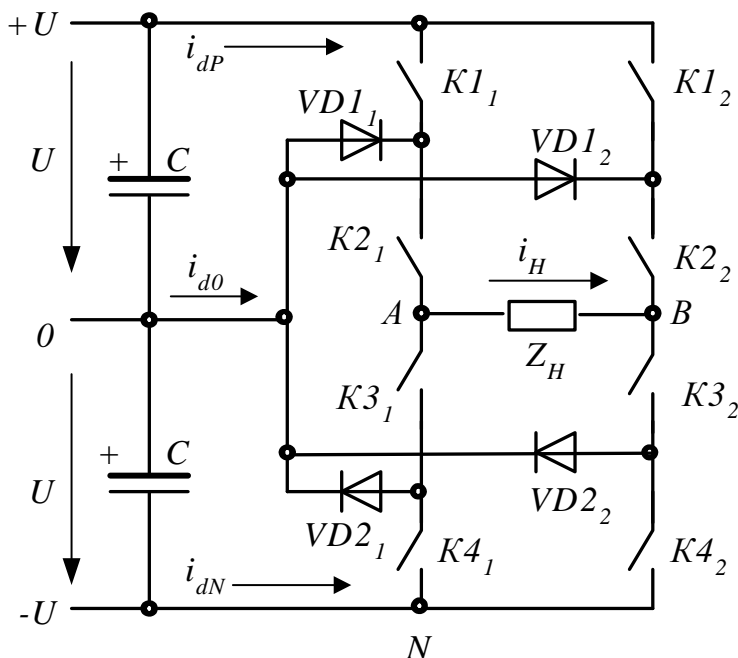 +U
i_dP
K1_1
K1_2
VD1_1
VD1_2
U
+
C
K2_1
i_H
K2_2
i_d0
0
A
B
Z_H
K3_1
K3_2
+
C
U
VD2_1
VD2_2
K4_1
K4_2
i_dN
-U
N